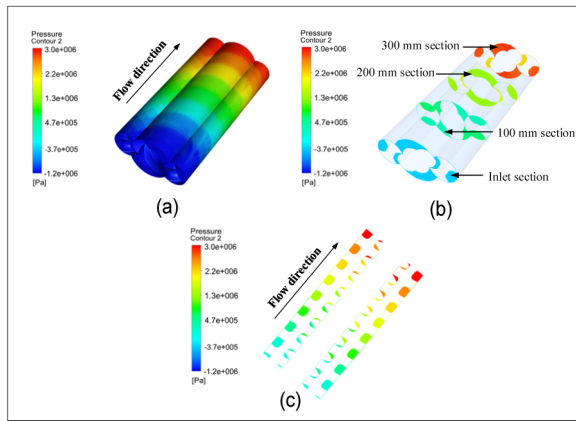 Pressure
Contour 2
3.0e+006
2.2e+006
1.3e+006
4.7e+005
-3.7e+005
-1.2e+006
[Pa]
Flow direction
(a)
Pressure
Contour 2
3.0e+006
2.2e+006
1.3e+006
4.7e+005
-3.7e+005
-1.2e+006
[Pa]
300 mm section
200 mm section
100 mm section
Inlet section
(b)
Pressure
Contour 2
3.0e+006
2.2e+006
1.3e+006
4.7e+005
-3.7e+005
-1.2e+006
[Pa]
Flow direction
(c)